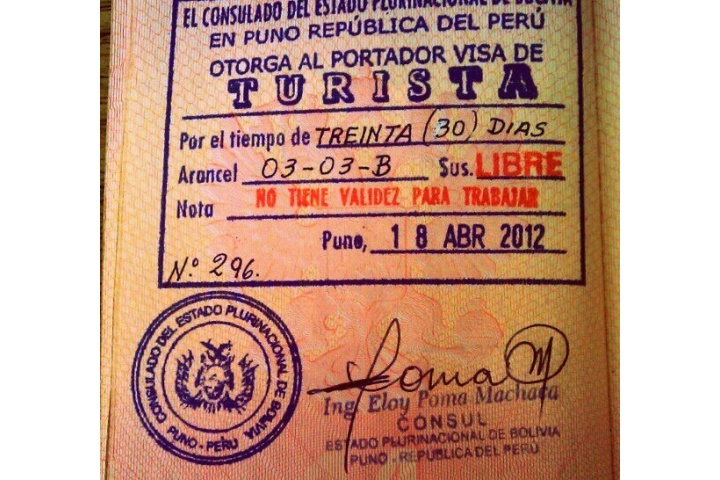 EL CONSULADO DEL ESTADO PLURINACIONAL DE BOLIVIA
EN PUNO REPÚBLICA DEL PERÚ
OTORGA AL PORTADOR VISA DE
TURISTA
Por el tiempo de TREINTA (30) DIAS
Arancel 03-03-B $us. LIBRE
Nota NO TIENE VALIDEZ PARA TRABAJAR
Puno, 18 ABR 2012
N.º 296.
CONSULADO DEL ESTADO PLURINACIONAL DE BOLIVIA
PUNO - PERU
Poma M
Ing. Eloy Poma Machaca
CONSUL
ESTADO PLURINACIONAL DE BOLIVIA
PUNO - REPÚBLICA DEL PERÚ